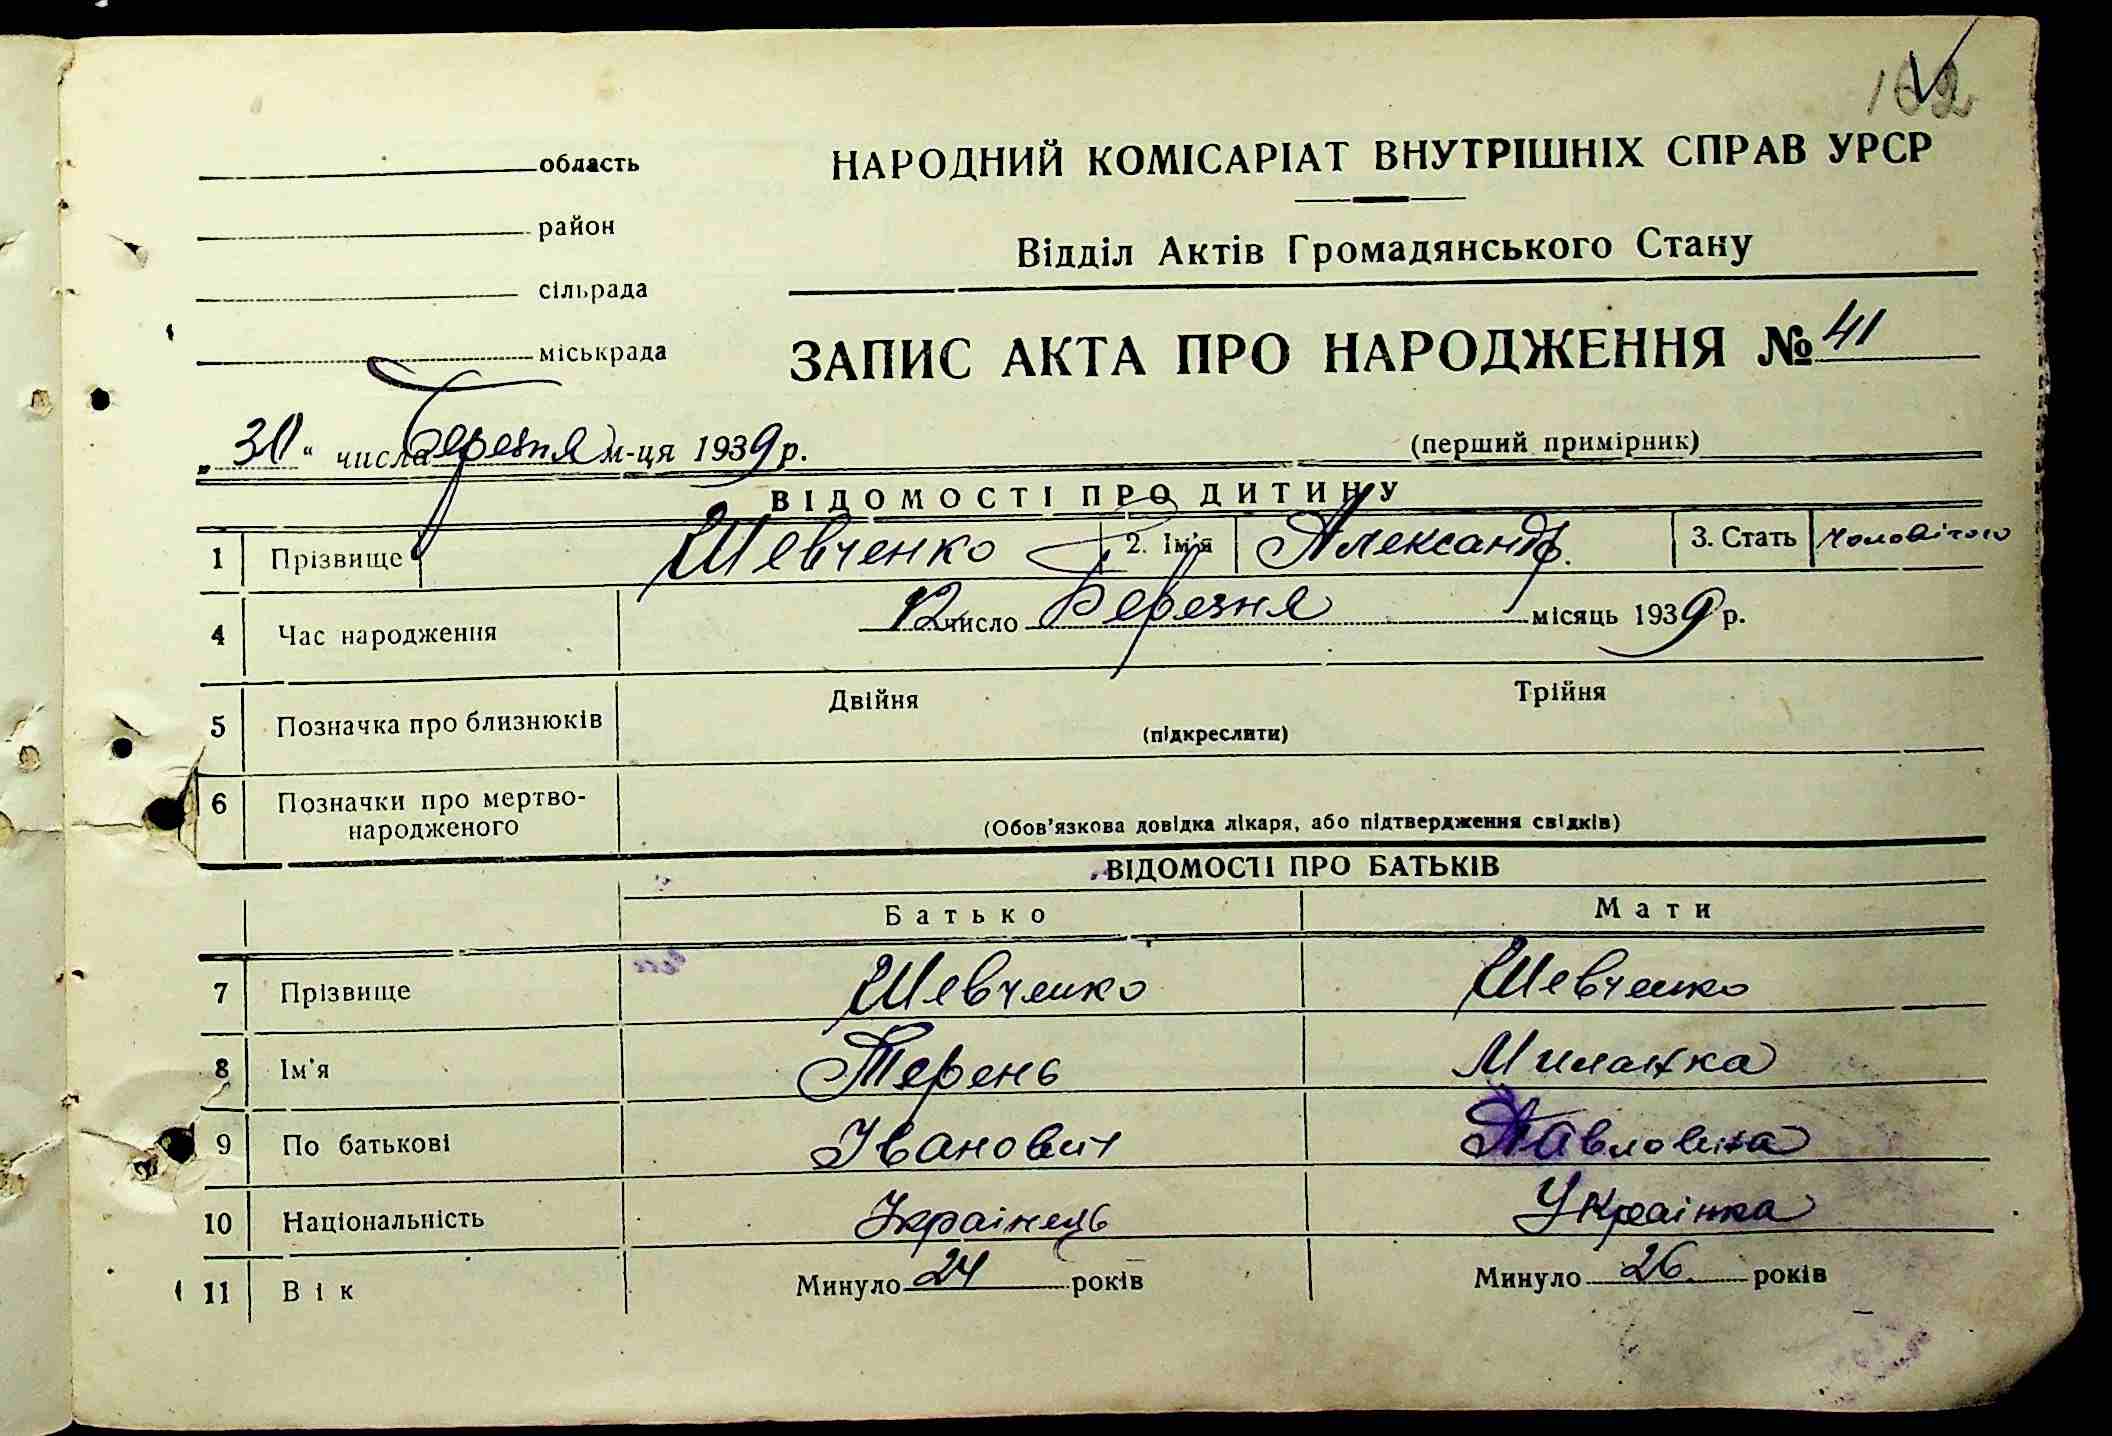 область
район
сільрада
міськрада
НАРОДНИЙ КОМІСАРІАТ ВНУТРІШНІХ СПРАВ УРСР
Відділ Актів Громадянського Стану
ЗАПИС АКТА ПРО НАРОДЖЕННЯ № 41
" " числа березня м-ця 1939 р.
(перший примірник)
ВІДОМОСТІ ПРО ДИТИНУ
1 Прізвище Шевченко 2. Ім'я Александр. 3. Стать
4 Час народження 12 число березня місяць 1939 р.
5 Позначка про близнюків Двійня Трійня
(підкреслити)
6 Позначки про мертво-
народженого
(Обов'язкова довідка лікаря, або підтвердження свідків)
ВІДОМОСТІ ПРО БАТЬКІВ
Батько Мати
7 Прізвище Шевченко Шевченко
8 Ім'я Терень Миланка
9 По батькові Іванович Павловина
10 Національність Українець Українка
11 Вік Минуло 24 років Минуло 26 років